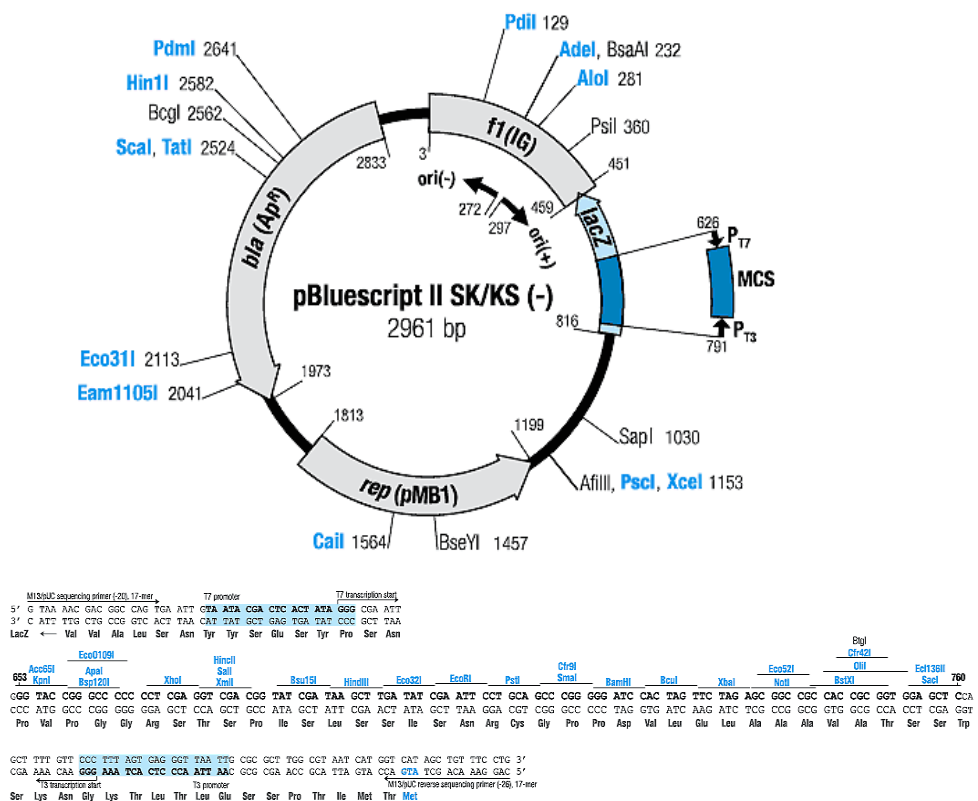 PdiI 129
PdmI 2641
AdeI, BsaAI 232
Hin1I 2582
AloI 281
BcgI 2562
PsiI 360
ScaI, TatI 2524
f1(IG)
2833
3
451
ori(-)
272
297
459
ori(+)
lacZ
626
PT7
MCS
PT3
791
bla (ApR)
pBluescript II SK/KS (-)
2961 bp
816
Eco31I 2113
Eam1105I 2041
1973
1813
1199
SapI 1030
AflIII, PscI, XceI 1153
rep (pMB1)
CaiI 1564
BseYI 1457
M13/pUC sequencing primer (-20), 17-mer T7 promoter T7 transcription start
5' G TAA AAC GAC GGC CAG TGA ATT GTA ATA CGA CTC ACT ATA GGG CGA ATT
3' C ATT TTG CTG CCG GTC ACT TAA CAT TAT GCT GAG TGA TAT CCC GCT TAA
LacZ ← Val Val Ala Leu Ser Asn Tyr Tyr Ser Glu Ser Tyr Pro Ser Asn
BtgI
Eco0109I HincII Cfr9I Eco52I Cfr42I
653 Acc65I ApaI SalI SmaI OliI Ecl136II 760
KpnI Bsp120I XhoI XmiI Bsu15I HindIII Eco32I EcoRI PstI BamHI BcuI XbaI NotI BstXI SacI
GGG TAC CGG GCC CCC CCT CGA GGT CGA CGG TAT CGA TAA GCT TGA TAT CGA ATT CCT GCA GCC CGG GGG ATC CAC TAG TTC TAG AGC GGC CGC CAC CGC GGT GGA GCT CCA
CCC ATG GCC CGG GGG GGA GCT CCA GCT GCC ATA GCT ATT CGA ACT ATA GCT TAA GGA CGT CGG GCC CCC TAG GTG ATC AAG ATC TCG CCG GCG GTG GCG CCA CCT CGA GGT
Pro Val Pro Gly Gly Arg Ser Thr Ser Pro Ile Ser Leu Ser Ser Ile Ser Asn Arg Cys Gly Pro Pro Asp Val Leu Glu Leu Ala Ala Ala Val Ala Thr Ser Ser Trp
GCT TTT GTT CCC TTT AGT GAG GGT TAA TTG CGC GCT TGG CGT AAT CAT GGT CAT AGC TGT TTC CTG 3'
CGA AAA CAA GGG AAA TCA CTC CCA ATT AAC GCG CGA ACC GCA TTA GTA CCA GTA TCG ACA AAG GAC 5'
T3 transcription start T3 promoter M13/pUC reverse sequencing primer (-26), 17-mer
Ser Lys Asn Gly Lys Thr Leu Thr Leu Glu Ser Ser Pro Thr Ile Met Thr Met